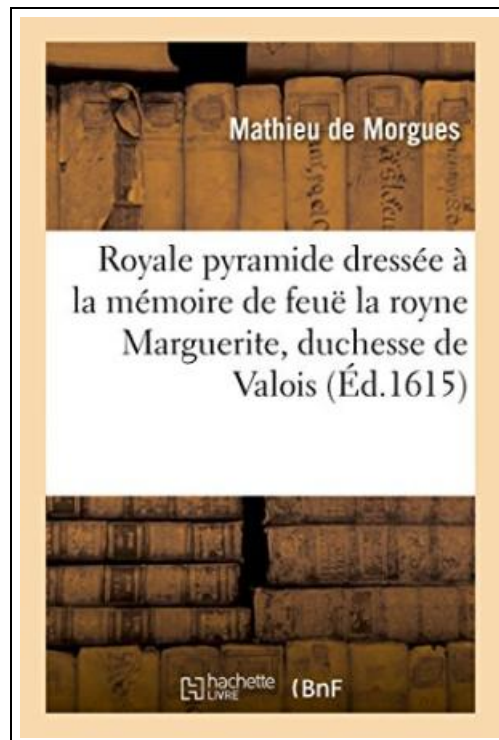 Mathieu de Morgues
Royale pyramide dressée à
la mémoire de feuë la royne
Marguerite, duchesse de
Valois (Éd.1615)
hachette
LIVRE
(BnF